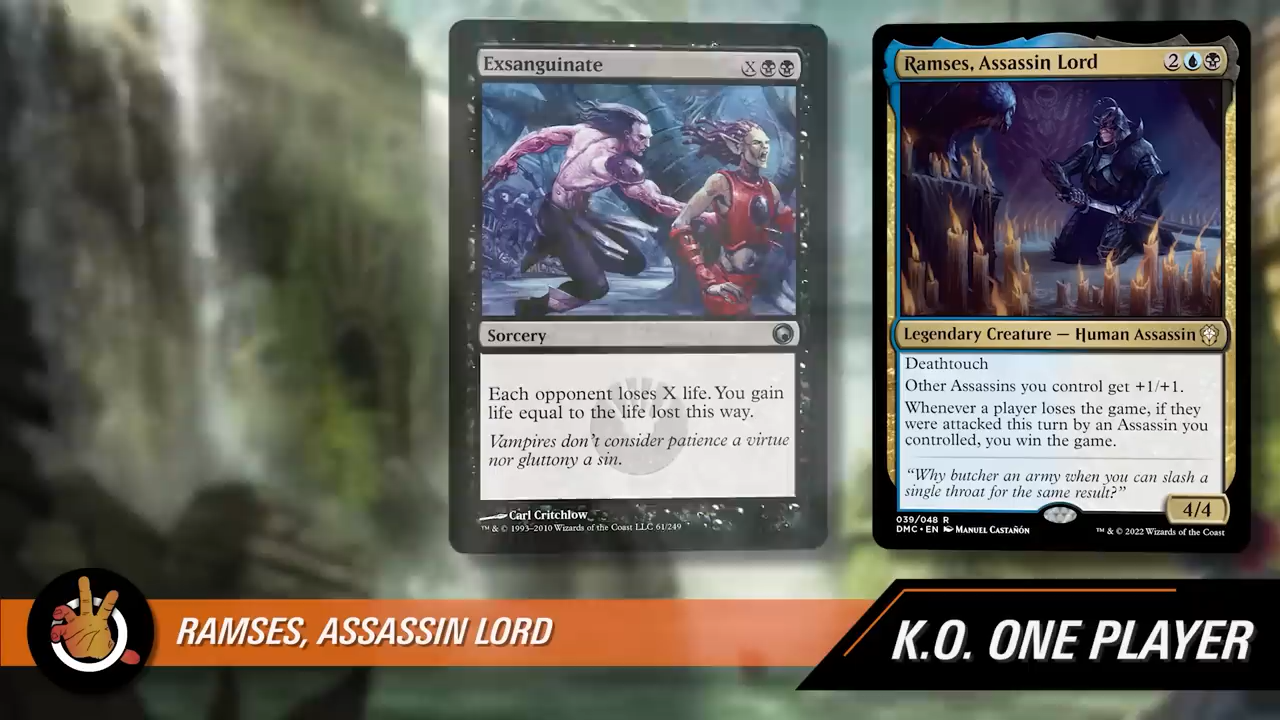 Exsanguinate
X
Sorcery
Each opponent loses X life. You gain
life equal to the life lost this way.
Vampires don't consider patience a virtue
nor gluttony a sin.
Carl Critchlow
™ & © 1993–2010 Wizards of the Coast LLC 61/249
Ramses, Assassin Lord
2
Legendary Creature — Human Assassin
Deathtouch
Other Assassins you control get +1/+1.
Whenever a player loses the game, if they
were attacked this turn by an Assassin you
controlled, you win the game.
“Why butcher an army when you can slash a
single throat for the same result?”
4/4
039/048 R
DMC • EN MANUEL CASTAÑÓN
™ & © 2022 Wizards of the Coast
RAMSES, ASSASSIN LORD
K.O. ONE PLAYER